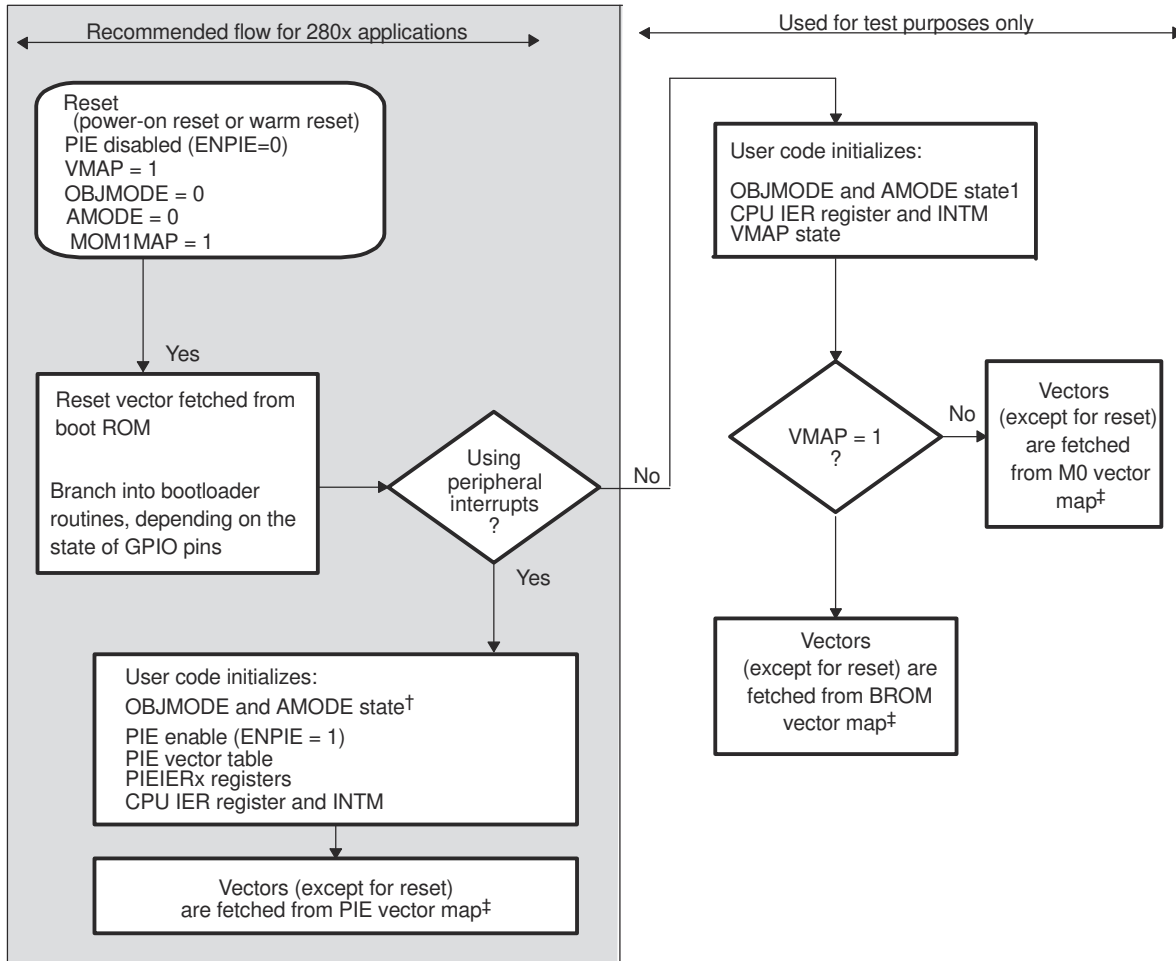 Recommended flow for 280x applications
Used for test purposes only
Reset
(power-on reset or warm reset)
PIE disabled (ENPIE=0)
VMAP = 1
OBJMODE = 0
AMODE = 0
MOM1MAP = 1
Yes
Reset vector fetched from
boot ROM
Branch into bootloader
routines, depending on the
state of GPIO pins
Using
peripheral
interrupts
?
No
Yes
User code initializes:
OBJMODE and AMODE state†
PIE enable (ENPIE = 1)
PIE vector table
PIEIERx registers
CPU IER register and INTM
Vectors (except for reset)
are fetched from PIE vector map‡
User code initializes:
OBJMODE and AMODE state1
CPU IER register and INTM
VMAP state
VMAP = 1
?
No
Vectors
(except for reset)
are fetched
from M0 vector
map‡
Vectors
(except for reset) are
fetched from BROM
vector map‡